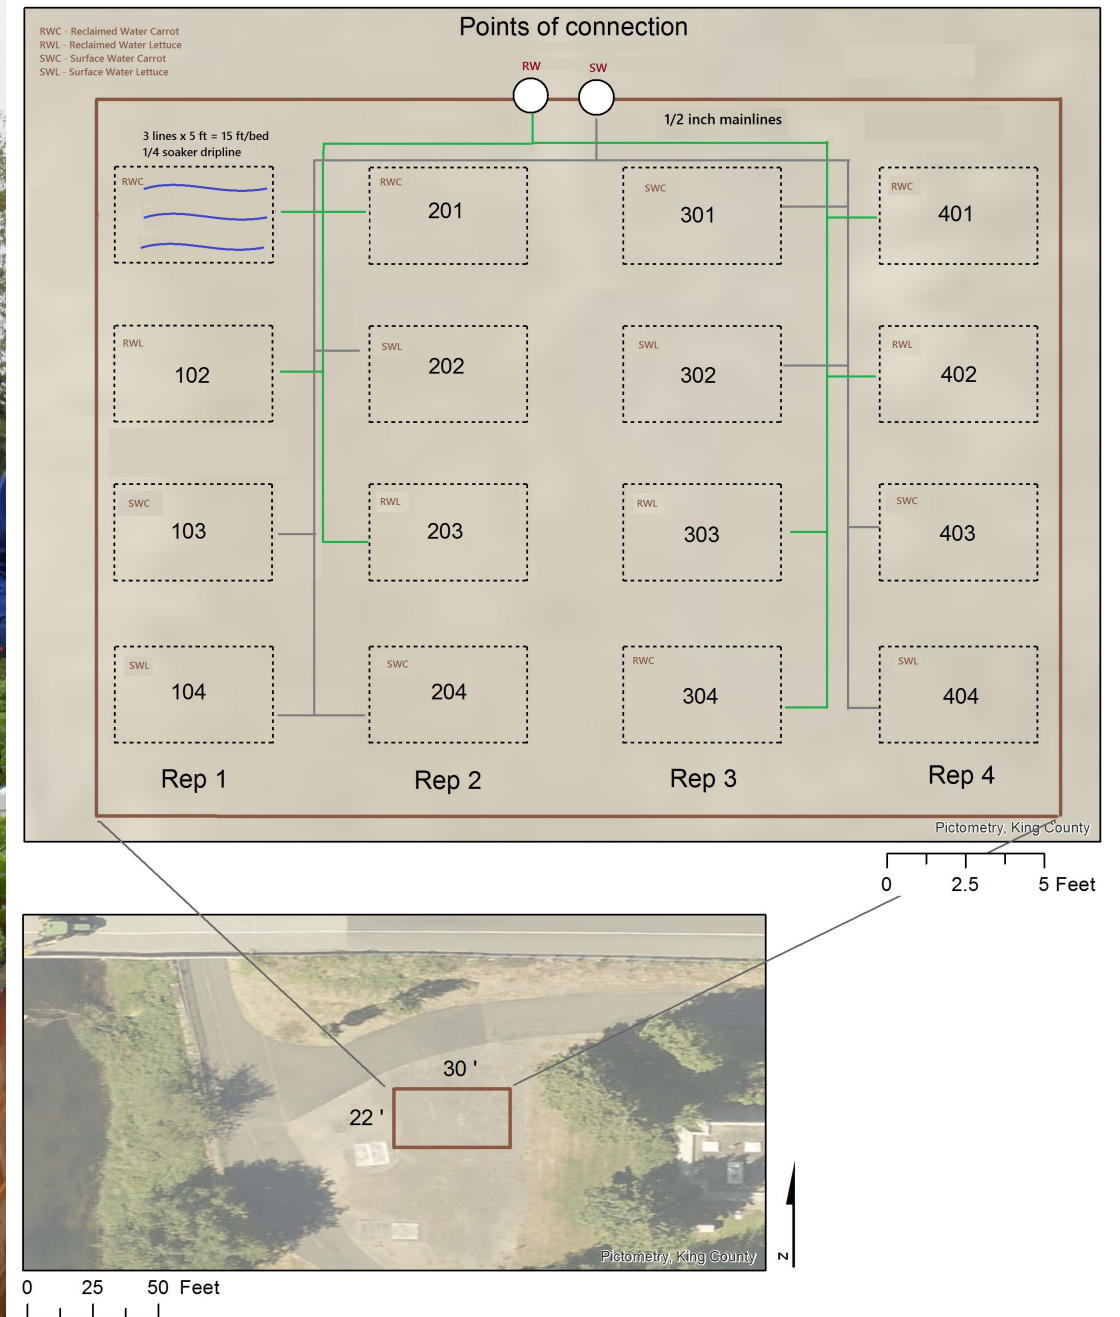 Points of connection
RWC - Reclaimed Water Carrot
RWL - Reclaimed Water Lettuce
SWC - Surface Water Carrot
SWL - Surface Water Lettuce
RW
SW
1/2 inch mainlines
3 lines x 5 ft = 15 ft/bed
1/4 soaker dripline
RWC
RWC
201
SWC
301
RWC
401
RWL
102
SWL
202
SWL
302
RWL
402
SWC
103
RWL
203
RWL
303
SWC
403
SWL
104
SWC
204
RWC
304
SWL
404
Rep 1
Rep 2
Rep 3
Rep 4
Pictometry, King County
0 2.5 5 Feet
30 '
22 '
Pictometry, King County
N
0 25 50 Feet